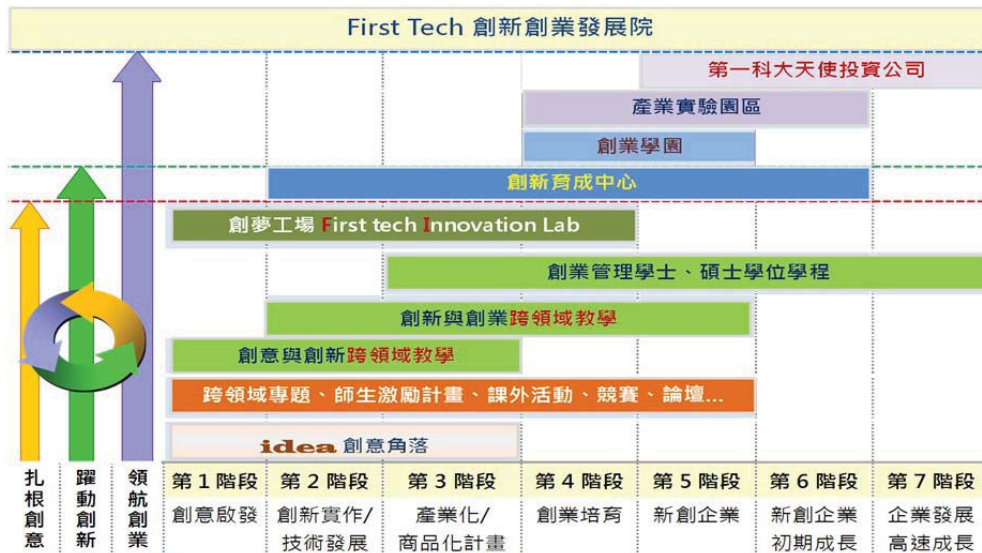 First Tech 創新創業發展院
第一科大天使投資公司
產業實驗園區
創業學園
創新育成中心
創夢工場 First tech Innovation Lab
創業管理學士、碩士學位學程
創新與創業跨領域教學
創意與創新跨領域教學
跨領域專題、師生激勵計畫、課外活動、競賽、論壇...
idea 創意角落
扎根創意
躍動創新
領航創業
第 1 階段
創意啟發
第 2 階段
創新實作/
技術發展
第 3 階段
產業化/
商品化計畫
第 4 階段
創業培育
第 5 階段
新創企業
第 6 階段
新創企業
初期成長
第 7 階段
企業發展
高速成長